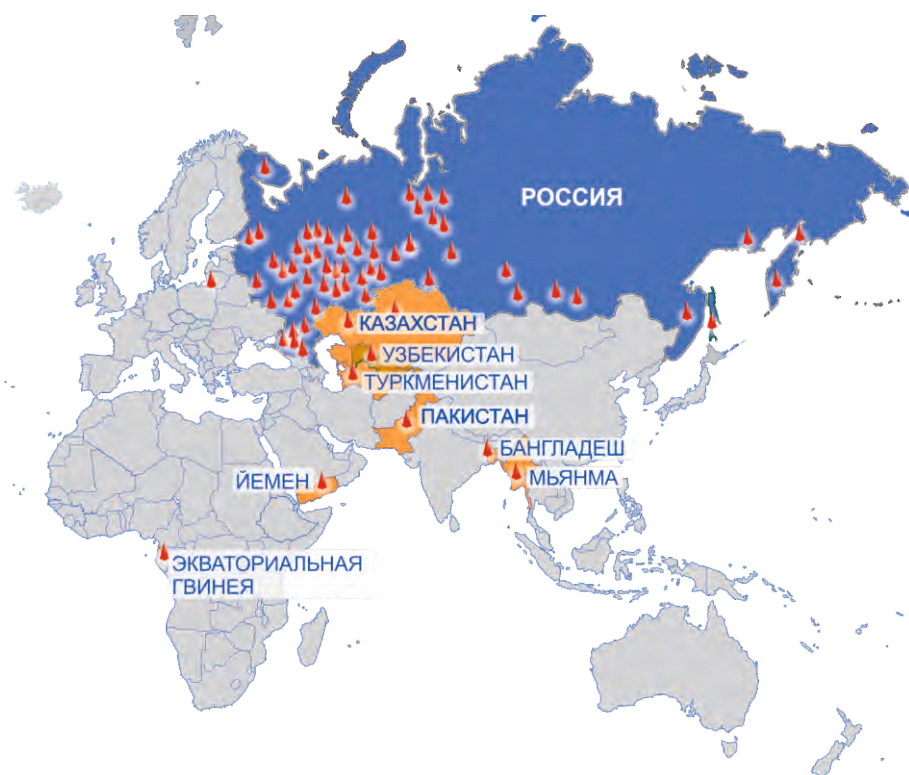 РОССИЯ
КАЗАХСТАН
УЗБЕКИСТАН
ТУРКМЕНИСТАН
ПАКИСТАН
БАНГЛАДЕШ
ЙЕМЕН
МЬЯНМА
ЭКВАТОРИАЛЬНАЯ
ГВИНЕЯ